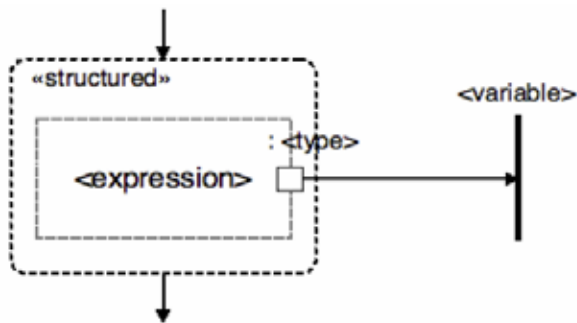 «structured»
<variable>
: <type>
<expression>